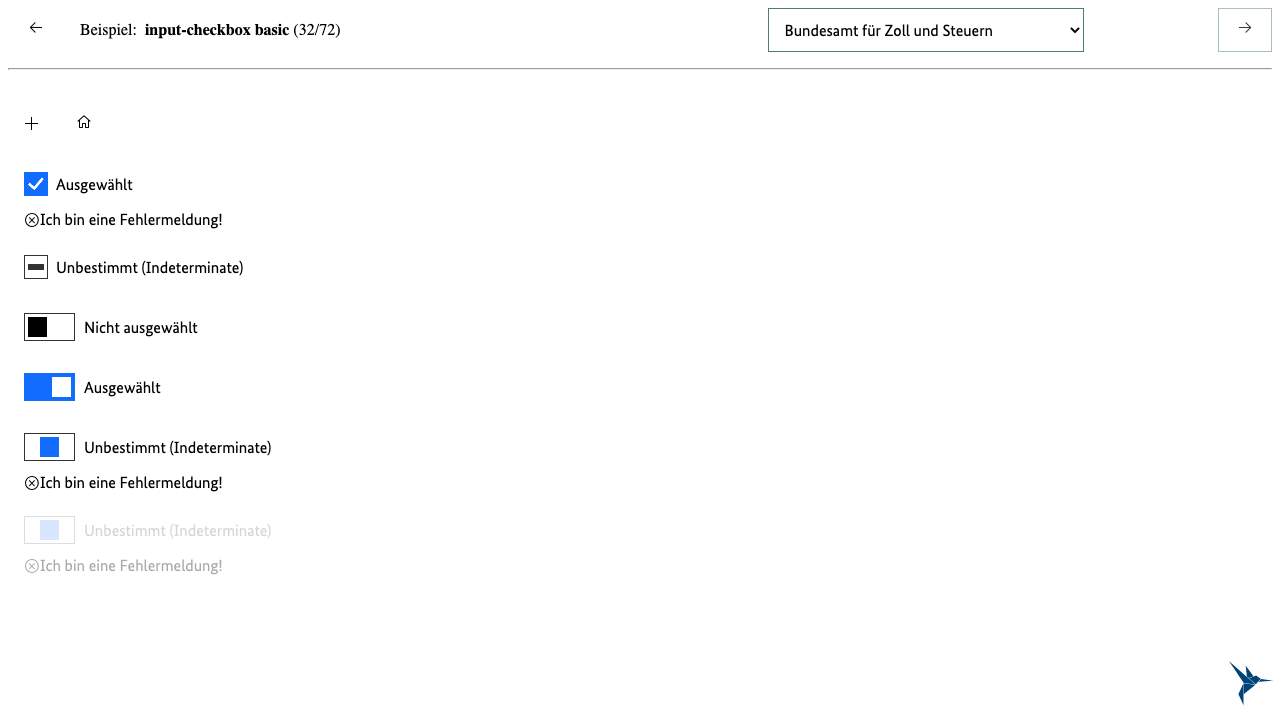 Beispiel: input-checkbox basic (32/72)
Bundesamt für Zoll und Steuern
Ausgewählt
Ich bin eine Fehlermeldung!
Unbestimmt (Indeterminate)
Nicht ausgewählt
Ausgewählt
Unbestimmt (Indeterminate)
Ich bin eine Fehlermeldung!
Unbestimmt (Indeterminate)
Ich bin eine Fehlermeldung!